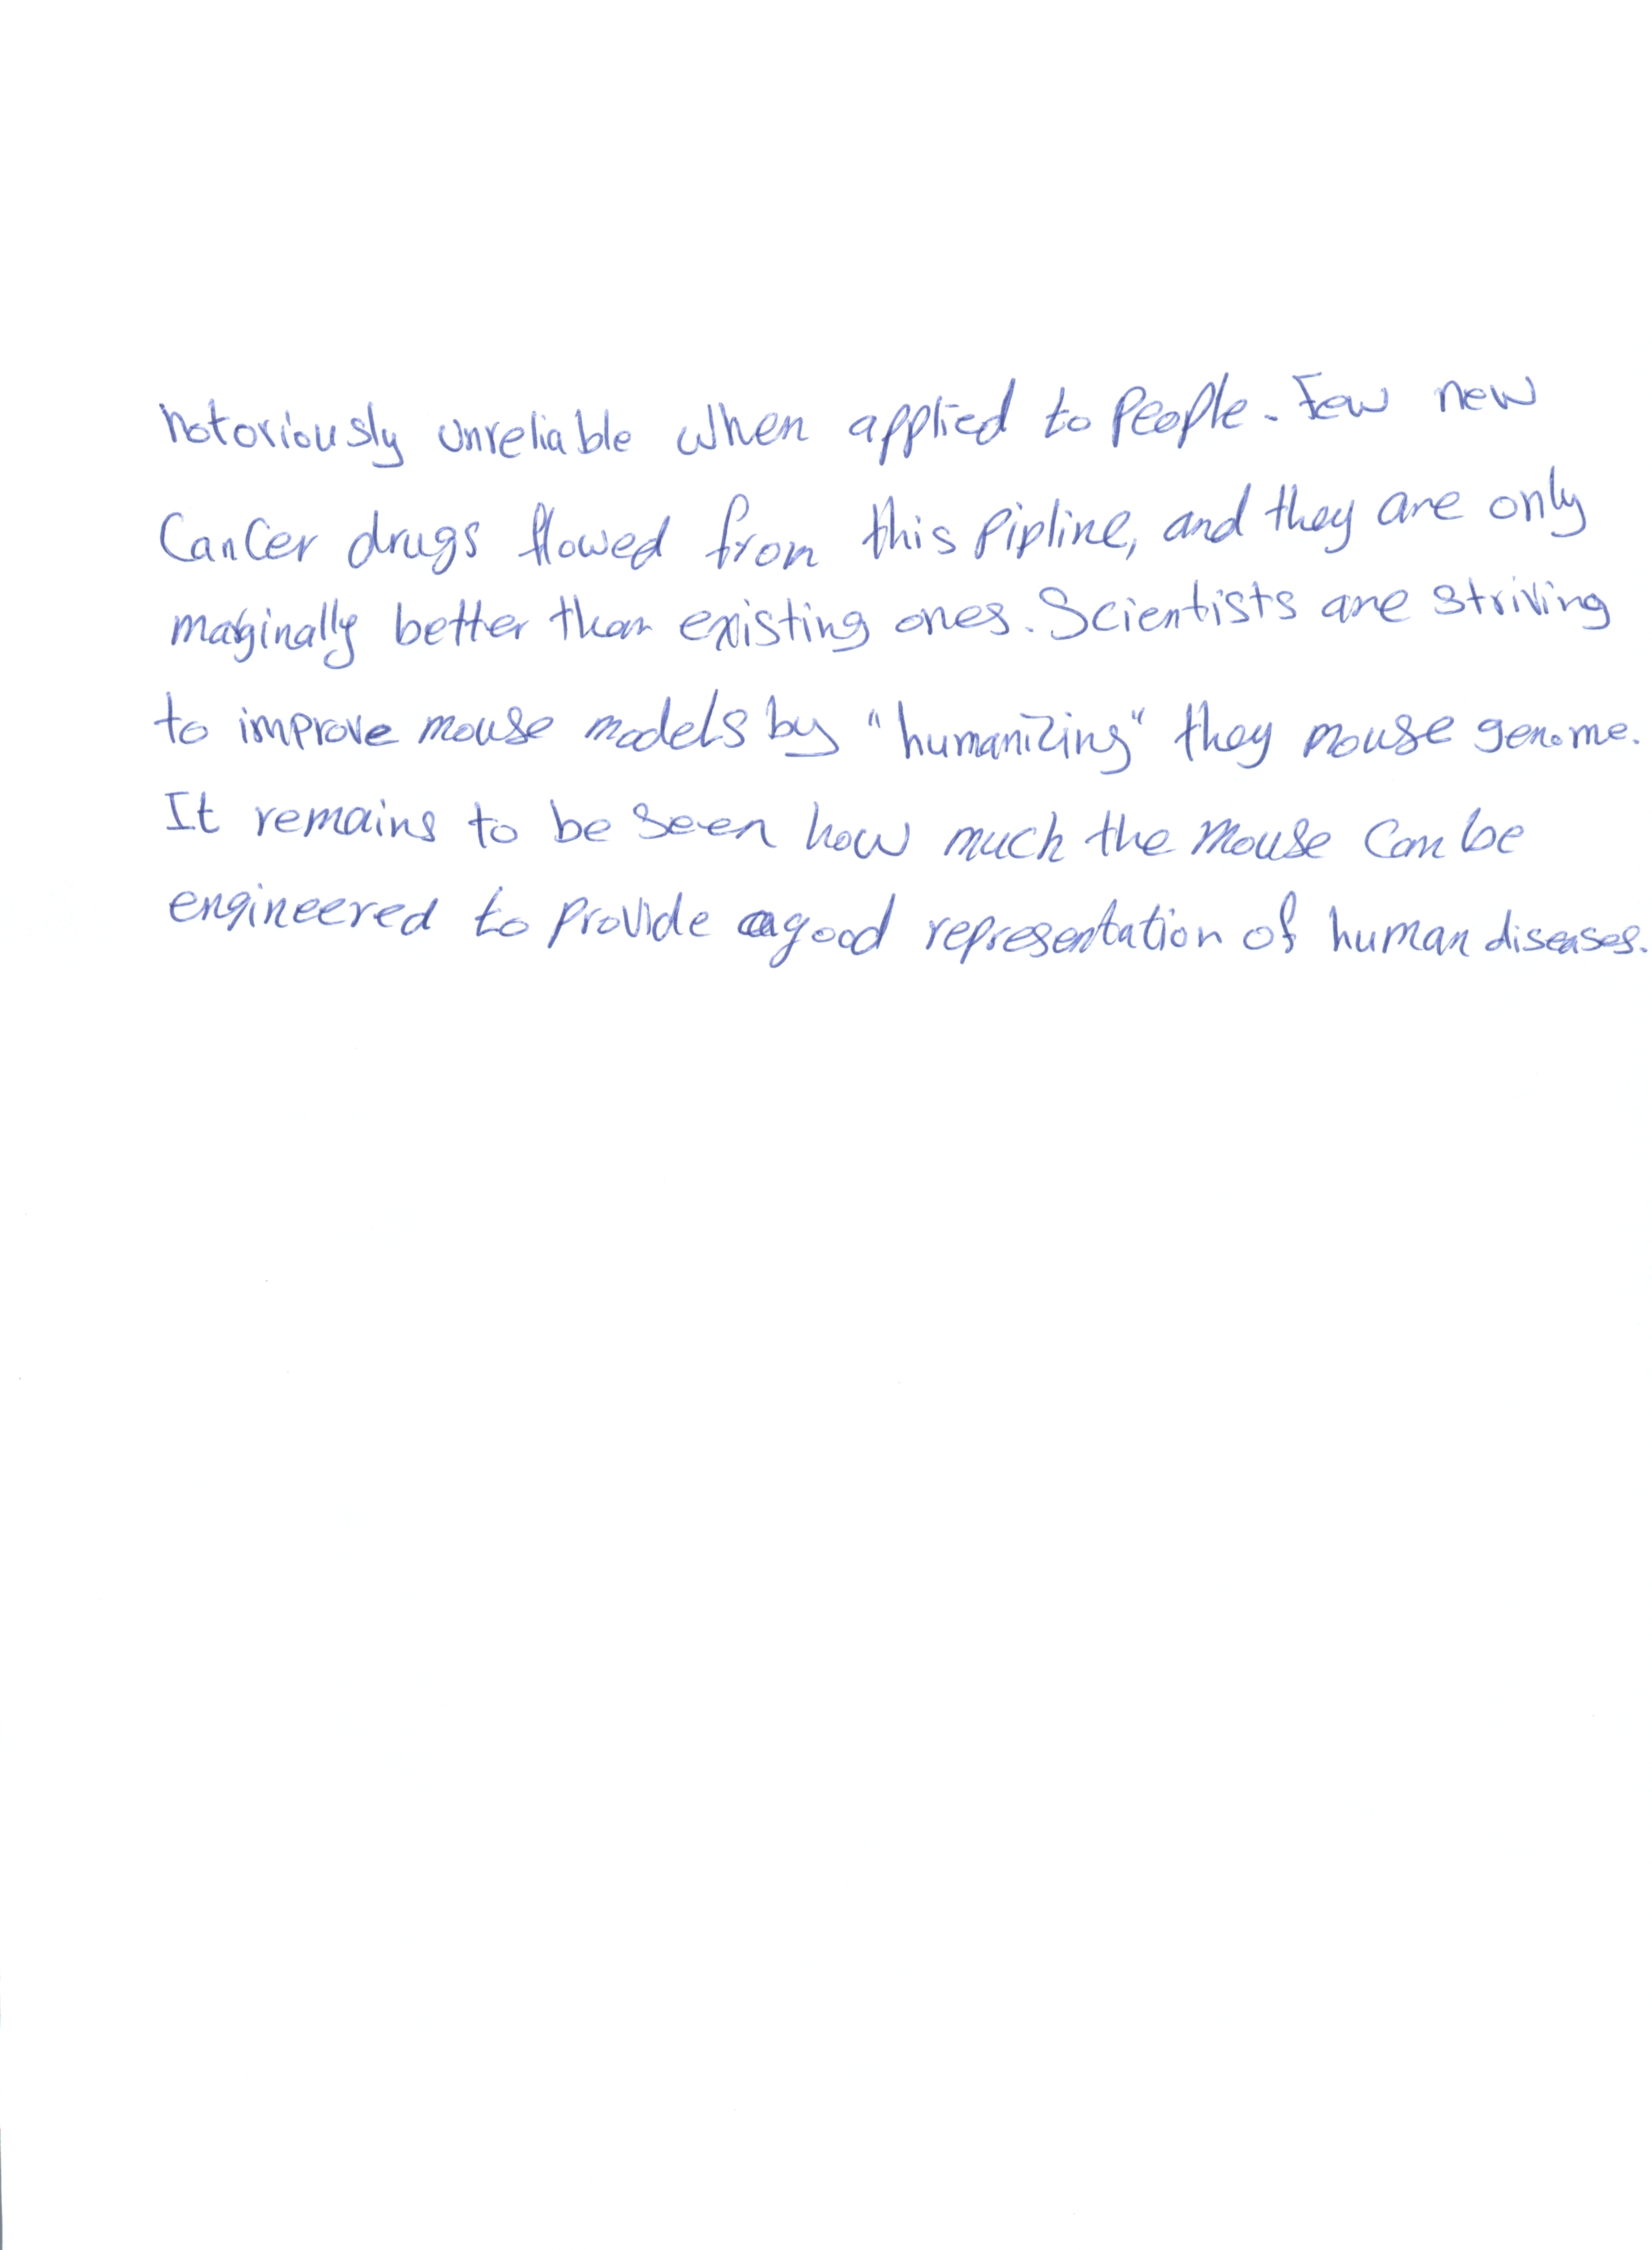 notoriously unreliable when applied to people. Few new
cancer drugs flowed from this pipline, and they are only
marginally better than existing ones. Scientists are striving
to improve mouse models by "humanizing" they mouse genome.
It remains to be seen how much the mouse can be
engineered to provide a good representation of human diseases.